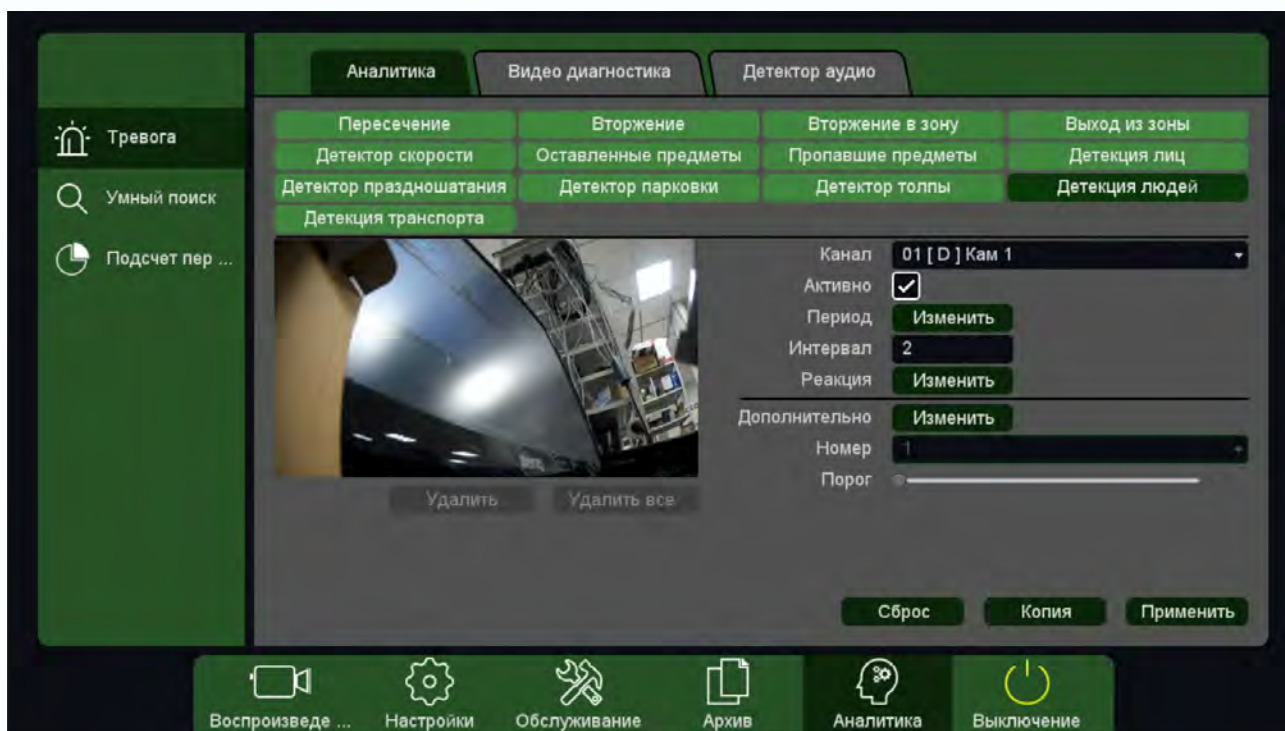 Аналитика Видео диагностика Детектор аудио
Тревога
Умный поиск
Подсчет пер ...
Пересечение Вторжение Вторжение в зону Выход из зоны
Детектор скорости Оставленные предметы Пропавшие предметы Детекция лиц
Детектор праздношатания Детектор парковки Детектор толпы Детекция людей
Детекция транспорта
Канал 01 [ D ] Кам 1
Активно
Период Изменить
Интервал 2
Реакция Изменить
Дополнительно Изменить
Номер 1
Порог
Удалить Удалить все
Сброс Копия Применить
Воспроизведе ... Настройки Обслуживание Архив Аналитика Выключение